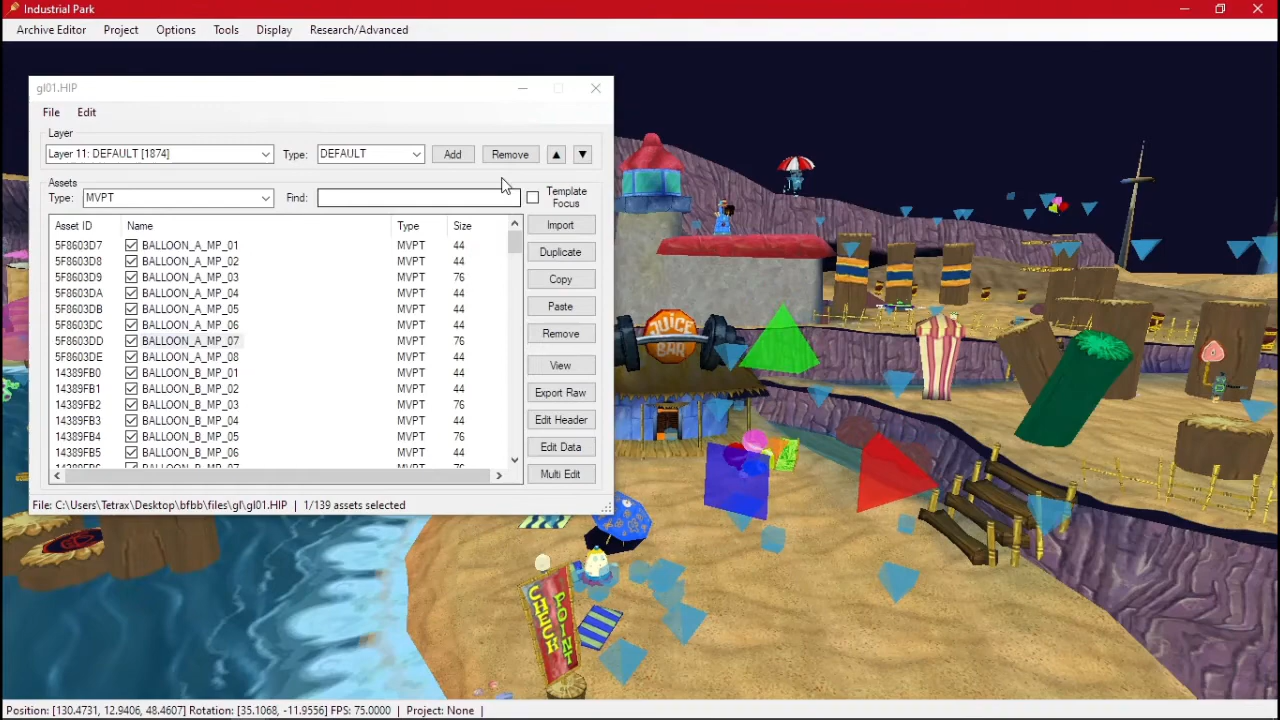 Industrial Park
Archive Editor Project Options Tools Display Research/Advanced
gl01.HIP
File Edit
Layer
Layer 11: DEFAULT [1874] Type: DEFAULT Add Remove
Assets
Type: MVPT Find: Template Focus
Asset ID Name Type Size Import
5F8603D7 BALLOON_A_MP_01 MVPT 44
5F8603D8 BALLOON_A_MP_02 MVPT 44 Duplicate
5F8603D9 BALLOON_A_MP_03 MVPT 76 Copy
5F8603DA BALLOON_A_MP_04 MVPT 44
5F8603DB BALLOON_A_MP_05 MVPT 44 Paste
5F8603DC BALLOON_A_MP_06 MVPT 44 Remove
5F8603DD BALLOON_A_MP_07 MVPT 76
5F8603DE BALLOON_A_MP_08 MVPT 44 View
14389FB0 BALLOON_B_MP_01 MVPT 44
14389FB1 BALLOON_B_MP_02 MVPT 44 Export Raw
14389FB2 BALLOON_B_MP_03 MVPT 76
14389FB3 BALLOON_B_MP_04 MVPT 44 Edit Header
14389FB4 BALLOON_B_MP_05 MVPT 76
14389FB5 BALLOON_B_MP_06 MVPT 44 Edit Data
14389FB6 BALLOON_B_MP_07 MVPT 76
Multi Edit
File: C:\Users\Tetrax\Desktop\bfbb\files\gl\gl01.HIP | 1/139 assets selected
JUICE
BAR
CHECK
POINT
Position: [130.4731, 12.9406, 48.4607] Rotation: [35.1068, -11.9556] FPS: 75.0000 | Project: None |